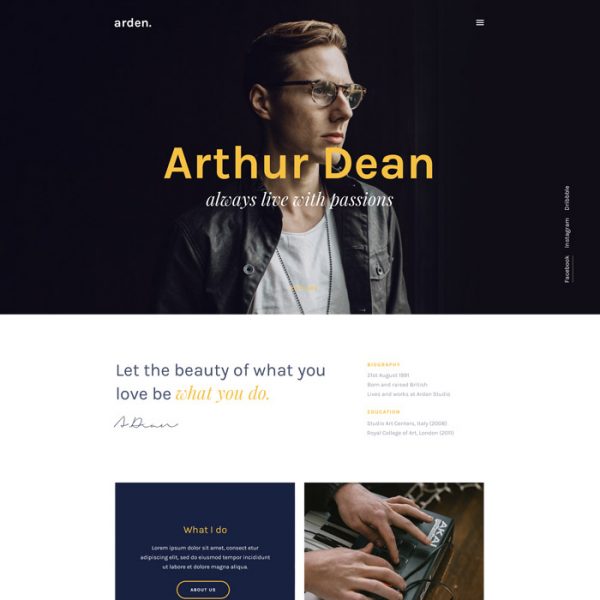 arden.
Arthur Dean
always live with passions
Facebook Instagram Dribbble
Let the beauty of what you
love be what you do.
A.Dean
BIOGRAPHY
21st August 1991
Born and raised British
Lives and works at Ardan Studio
EDUCATION
Studio Art Centers, Italy (2008)
Royal College of Art, London (2011)
What I do
Lorem ipsum dolor sit amet, consect etur
adipiscing elit, sed do eiusmod tempor incididunt
ut labore et dolore magna aliqua.
ABOUT US
AKAI